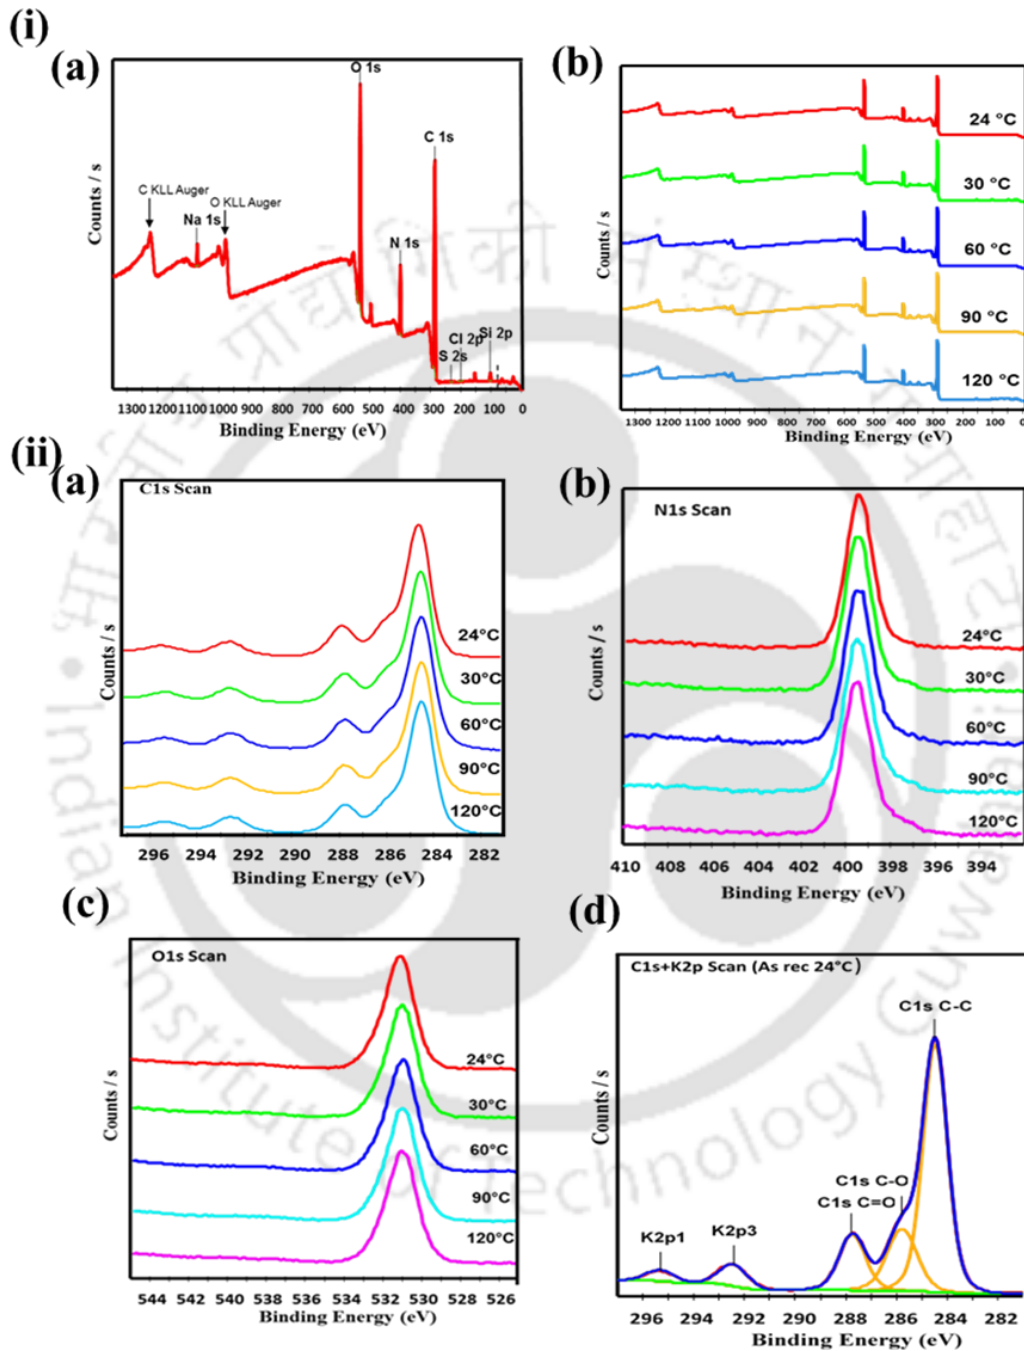 (i)
(a)
O 1s
C 1s
C KLL Auger
O KLL Auger
Na 1s
N 1s
Cl 2p
Si 2p
S 2s
Counts / s
1300 1200 1100 1000 900 800 700 600 500 400 300 200 100 0
Binding Energy (eV)
(b)
24 °C
30 °C
60 °C
90 °C
120 °C
Counts / s
1300 1200 1100 1000 900 800 700 600 500 400 300 200 100 0
Binding Energy (eV)
(ii)
(a)
C1s Scan
24°C
30°C
60°C
90°C
120°C
Counts / s
296 294 292 290 288 286 284 282
Binding Energy (eV)
(b)
N1s Scan
24°C
30°C
60°C
90°C
120°C
Counts / s
410 408 406 404 402 400 398 396 394
Binding Energy (eV)
(c)
O1s Scan
24°C
30°C
60°C
90°C
120°C
Counts / s
544 542 540 538 536 534 532 530 528 526
Binding Energy (eV)
(d)
C1s+K2p Scan (As rec 24°C)
C1s C-C
C1s C-O
C1s C=O
K2p3
K2p1
Counts / s
296 294 292 290 288 286 284 282
Binding Energy (eV)
Indian Institute of Technology Guwahati